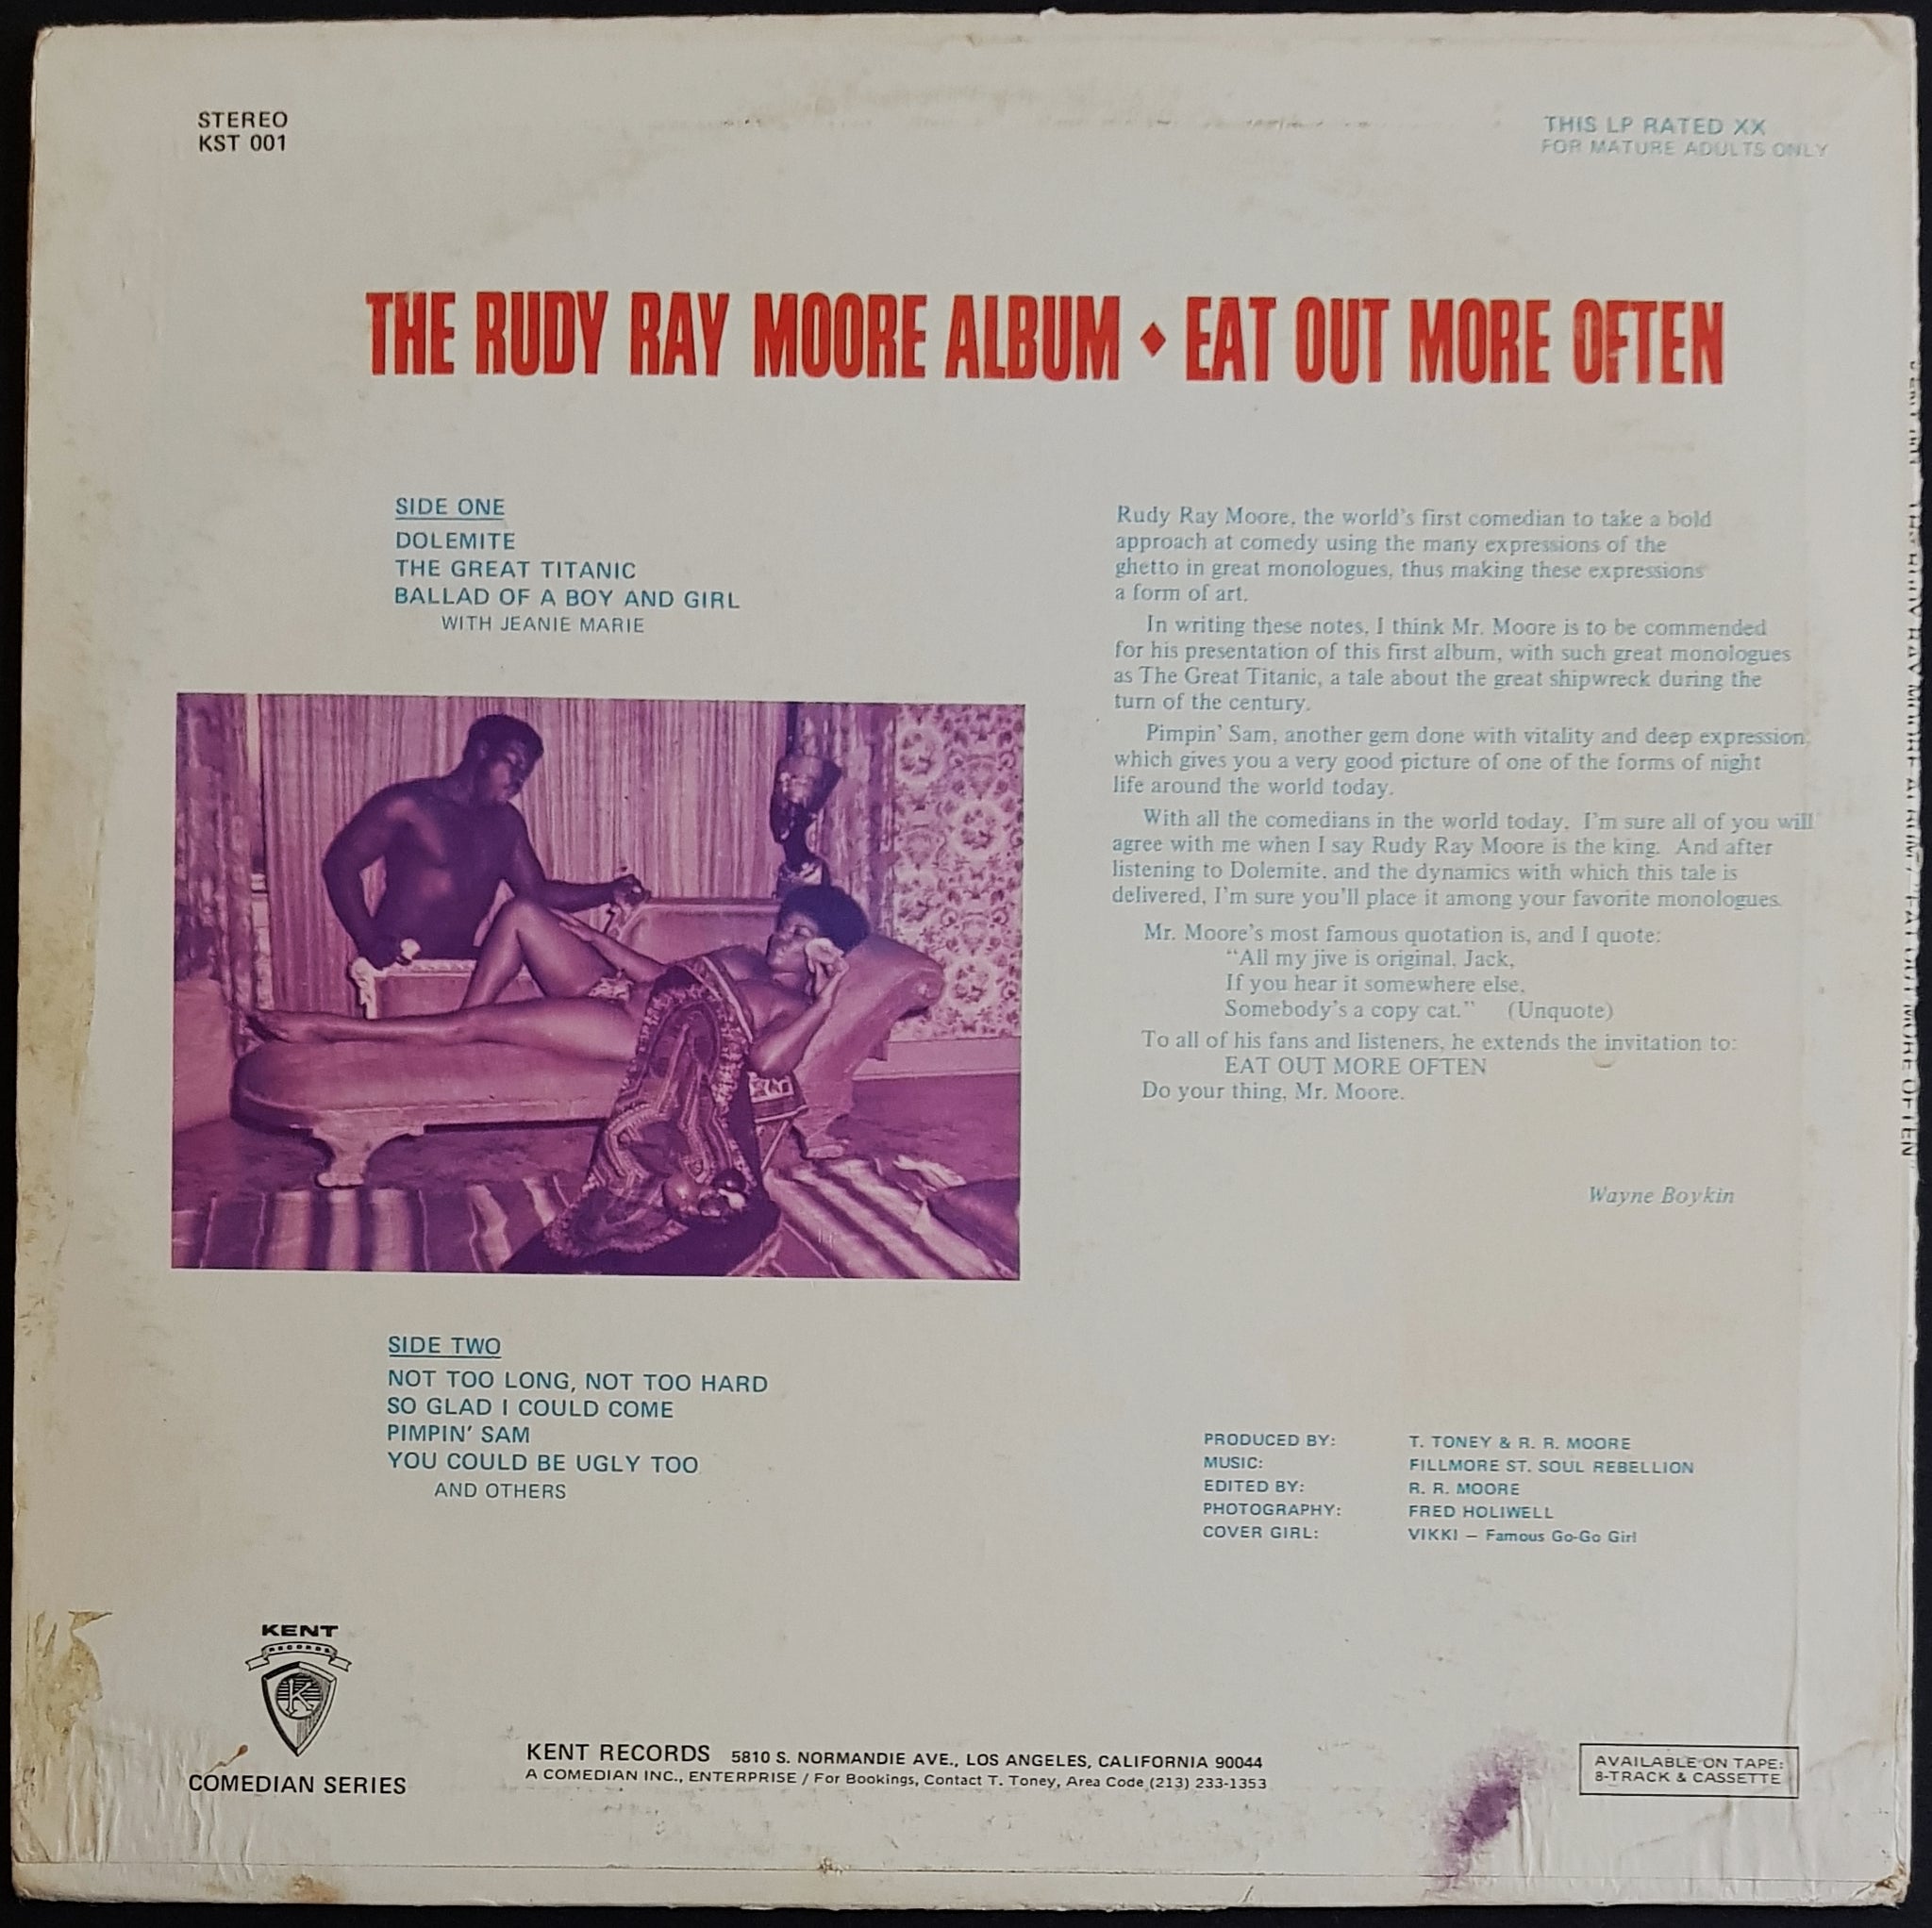 STEREO
KST 001
THIS LP RATED XX
FOR MATURE ADULTS ONLY
THE RUDY RAY MOORE ALBUM ♦ EAT OUT MORE OFTEN
SIDE ONE
DOLEMITE
THE GREAT TITANIC
BALLAD OF A BOY AND GIRL
WITH JEANIE MARIE
Rudy Ray Moore, the world's first comedian to take a bold
approach at comedy using the many expressions of the
ghetto in great monologues, thus making these expressions
a form of art.
In writing these notes, I think Mr. Moore is to be commended
for his presentation of this first album, with such great monologues
as The Great Titanic, a tale about the great shipwreck during the
turn of the century.
Pimpin' Sam, another gem done with vitality and deep expression,
which gives you a very good picture of one of the forms of night
life around the world today.
With all the comedians in the world today, I'm sure all of you will
agree with me when I say Rudy Ray Moore is the king. And after
listening to Dolemite, and the dynamics with which this tale is
delivered, I'm sure you'll place it among your favorite monologues.
Mr. Moore's most famous quotation is, and I quote:
"All my jive is original, Jack,
If you hear it somewhere else,
Somebody's a copy cat." (Unquote)
To all of his fans and listeners, he extends the invitation to:
EAT OUT MORE OFTEN
Do your thing, Mr. Moore.
Wayne Boykin
SIDE TWO
NOT TOO LONG, NOT TOO HARD
SO GLAD I COULD COME
PIMPIN' SAM
YOU COULD BE UGLY TOO
AND OTHERS
PRODUCED BY: T. TONEY & R. R. MOORE
MUSIC: FILLMORE ST. SOUL REBELLION
EDITED BY: R. R. MOORE
PHOTOGRAPHY: FRED HOLIWELL
COVER GIRL: VIKKI – Famous Go-Go Girl
KENT
RECORDS
K
COMEDIAN SERIES
KENT RECORDS 5810 S. NORMANDIE AVE., LOS ANGELES, CALIFORNIA 90044
A COMEDIAN INC., ENTERPRISE / For Bookings, Contact T. Toney, Area Code (213) 233-1353
AVAILABLE ON TAPE:
8-TRACK & CASSETTE
THE RUDY RAY MOORE ALBUM, EAT OUT MORE OFTEN